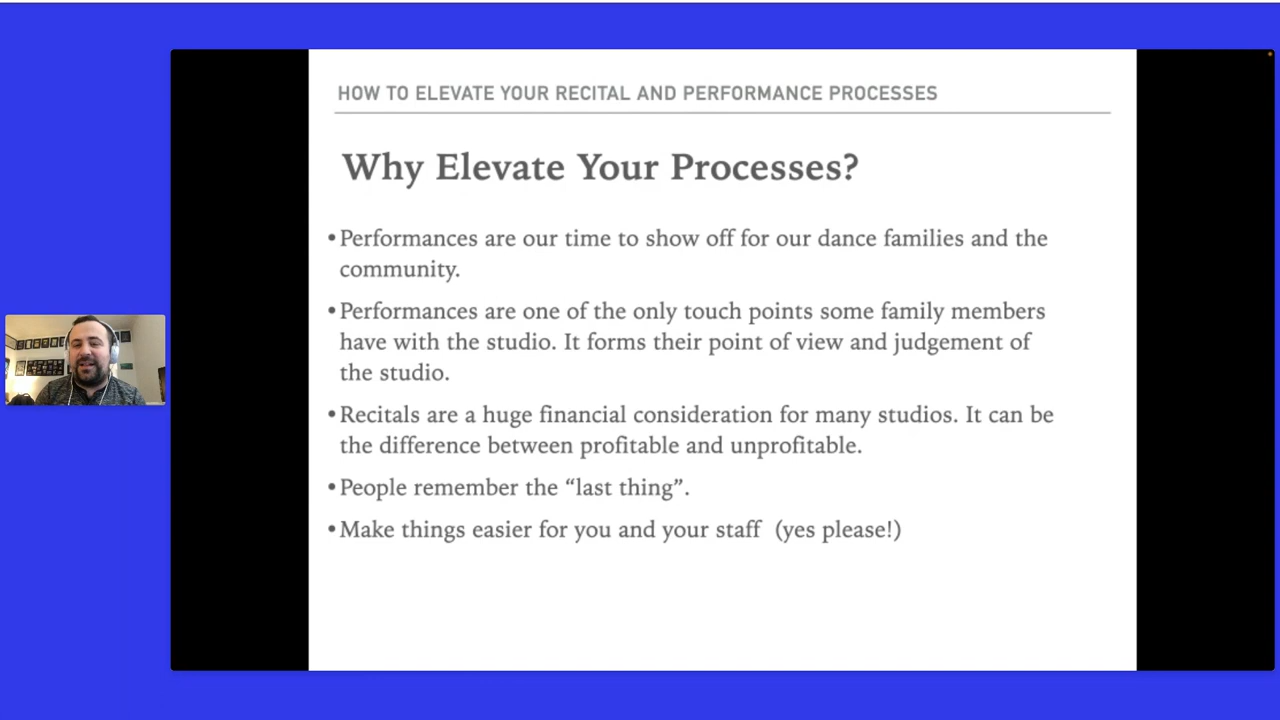 HOW TO ELEVATE YOUR RECITAL AND PERFORMANCE PROCESSES
Why Elevate Your Processes?
•Performances are our time to show off for our dance families and the
community.
•Performances are one of the only touch points some family members
have with the studio. It forms their point of view and judgement of
the studio.
•Recitals are a huge financial consideration for many studios. It can be
the difference between profitable and unprofitable.
•People remember the “last thing”.
•Make things easier for you and your staff  (yes please!)